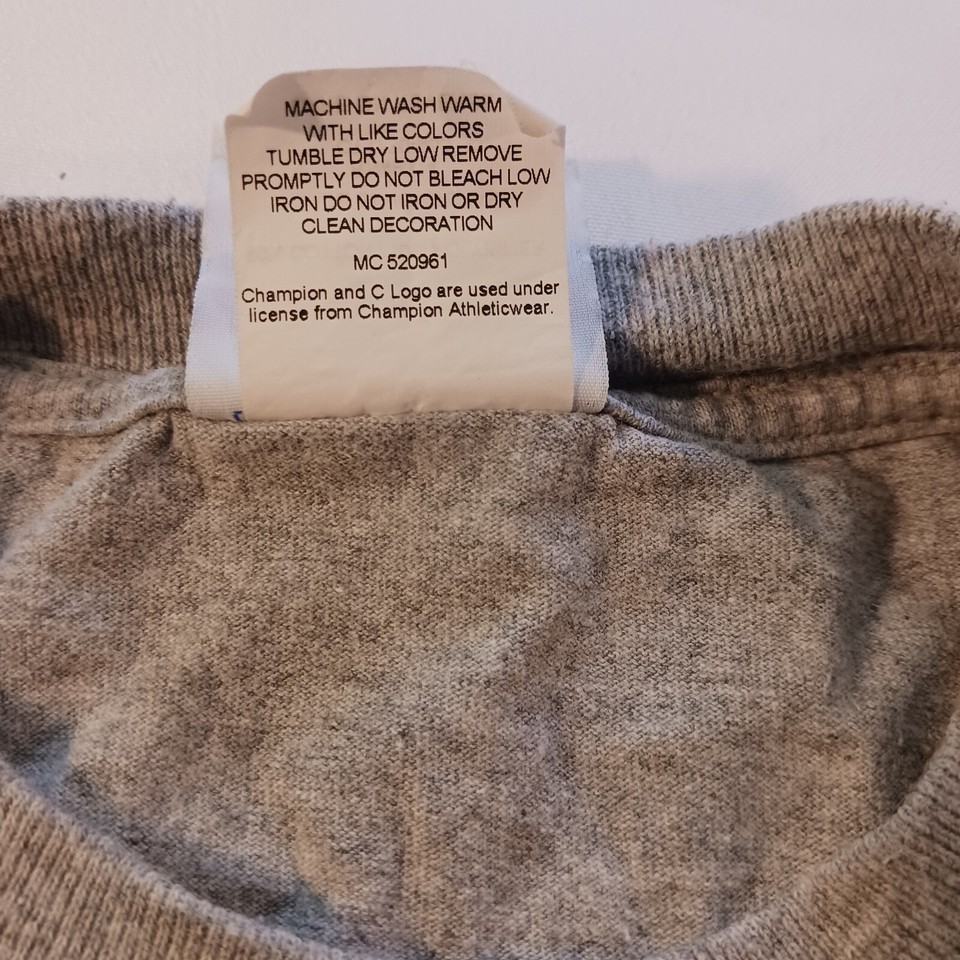 MACHINE WASH WARM
WITH LIKE COLORS
TUMBLE DRY LOW REMOVE
PROMPTLY DO NOT BLEACH LOW
IRON DO NOT IRON OR DRY
CLEAN DECORATION
MC 520961
Champion and C Logo are used under
license from Champion Athleticwear.